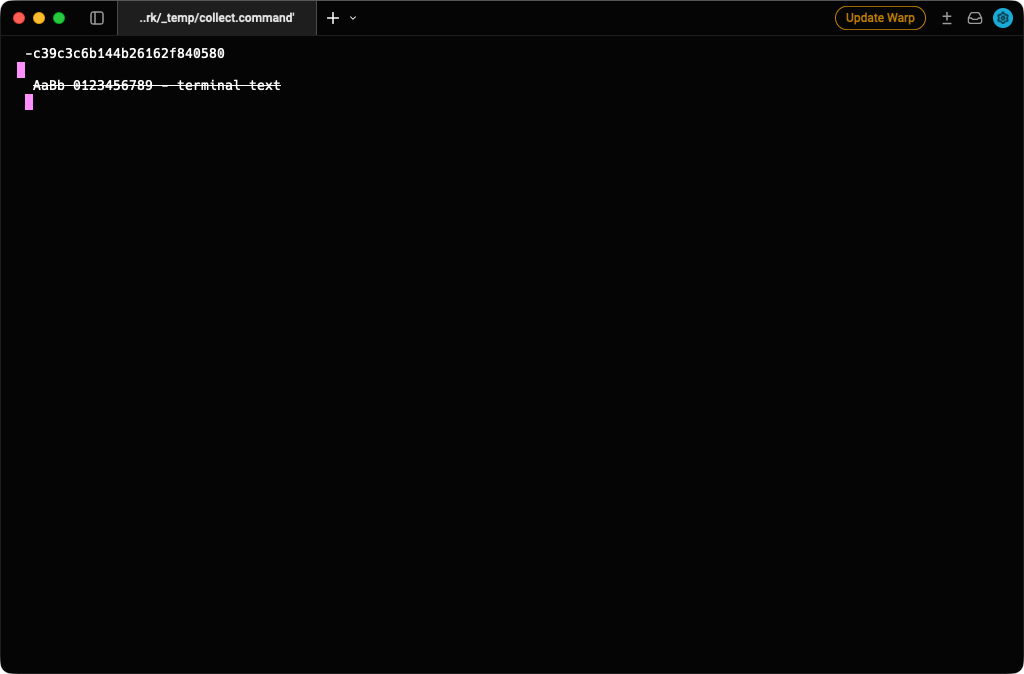 ..rk/_temp/collect.command'
Update Warp
-c39c3c6b144b26162f840580
AaBb 0123456789 - terminal text